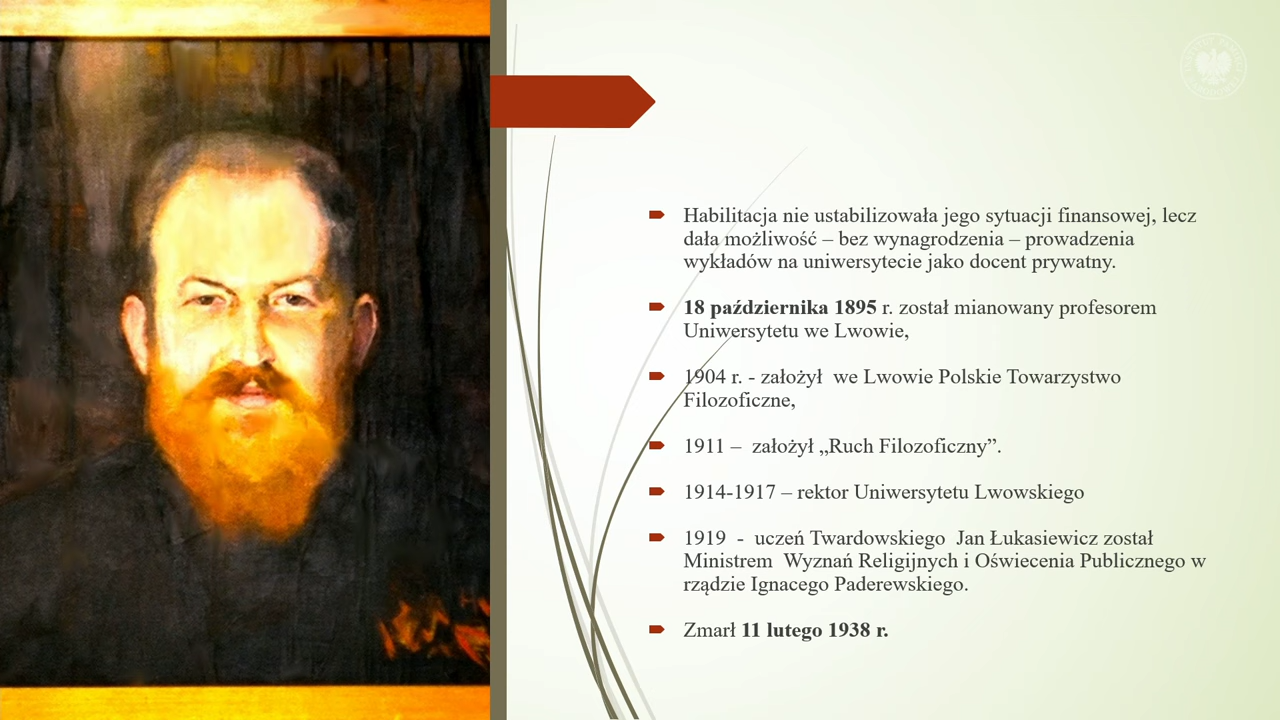 Habilitacja nie ustabilizowała jego sytuacji finansowej, lecz
dała możliwość – bez wynagrodzenia – prowadzenia
wykładów na uniwersytecie jako docent prywatny.
18 października 1895 r. został mianowany profesorem
Uniwersytetu we Lwowie,
1904 r. - założył  we Lwowie Polskie Towarzystwo
Filozoficzne,
1911 –  założył „Ruch Filozoficzny”.
1914-1917 – rektor Uniwersytetu Lwowskiego
1919  -  uczeń Twardowskiego  Jan Łukasiewicz został
Ministrem  Wyznań Religijnych i Oświecenia Publicznego w
rządzie Ignacego Paderewskiego.
Zmarł 11 lutego 1938 r.